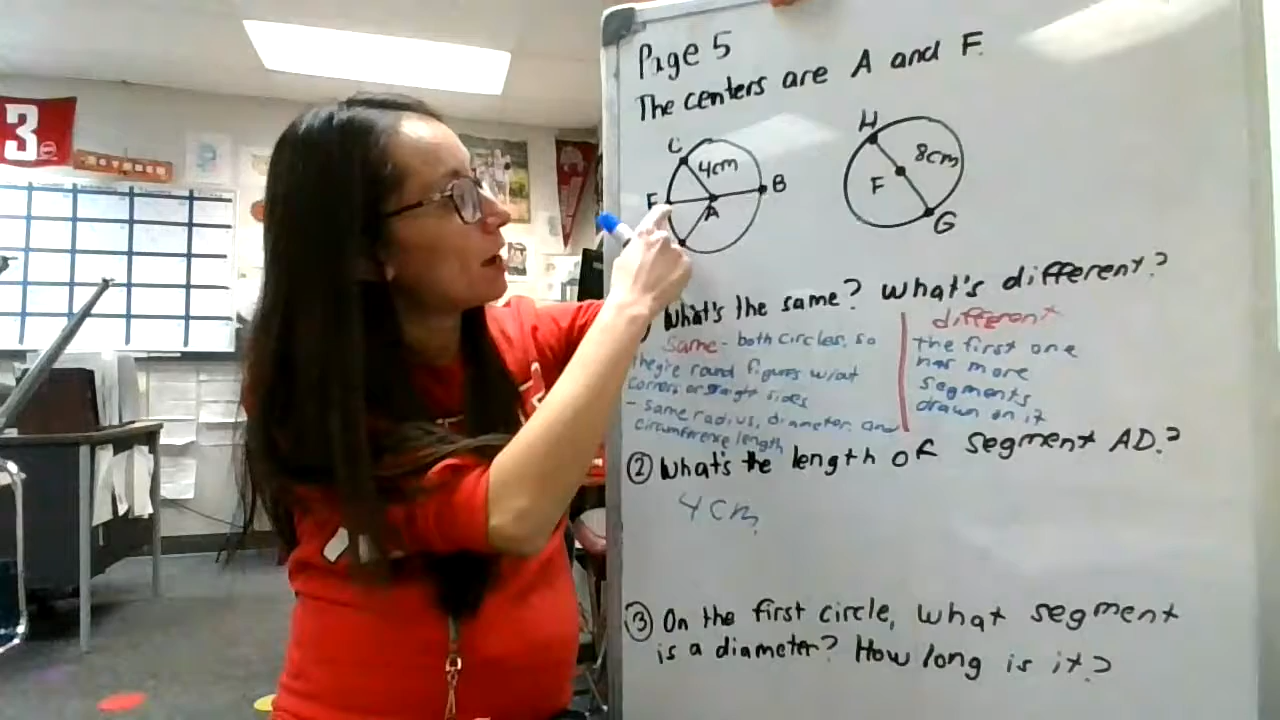 3
Page 5
The centers are A and F.
H
C
4cm
8cm
E
B
F
A
G
What's the same? What's different?
Same - both circles, so
they're round figures w/out
corners or straight sides
- same radius, diameter and
circumference length
different
the first one
has more
segments
drawn on it
② What's the length of segment AD.?
4cm
③ On the first circle, what segment
is a diameter? How long is it?